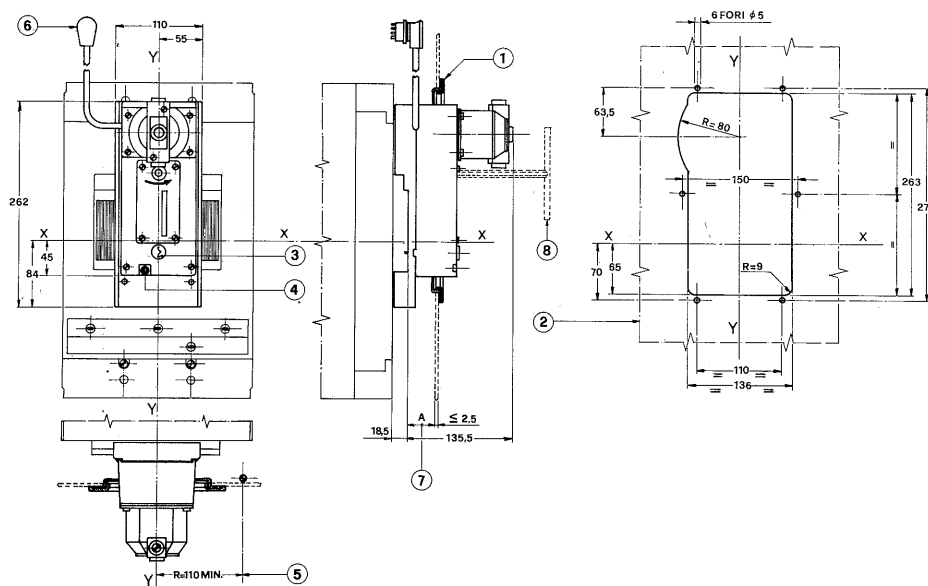 6
110
55
Y
262
X
X
45
84
3
4
Y
R=110 MIN.
5
Y
1
X
8
A
≤ 2.5
18,5
135,5
7
6 FORI ϕ 5
Y
63,5
R= 80
150
=
=
=
263
27
X
70
65
R=9
=
2
Y
110
=
=
136
=
=